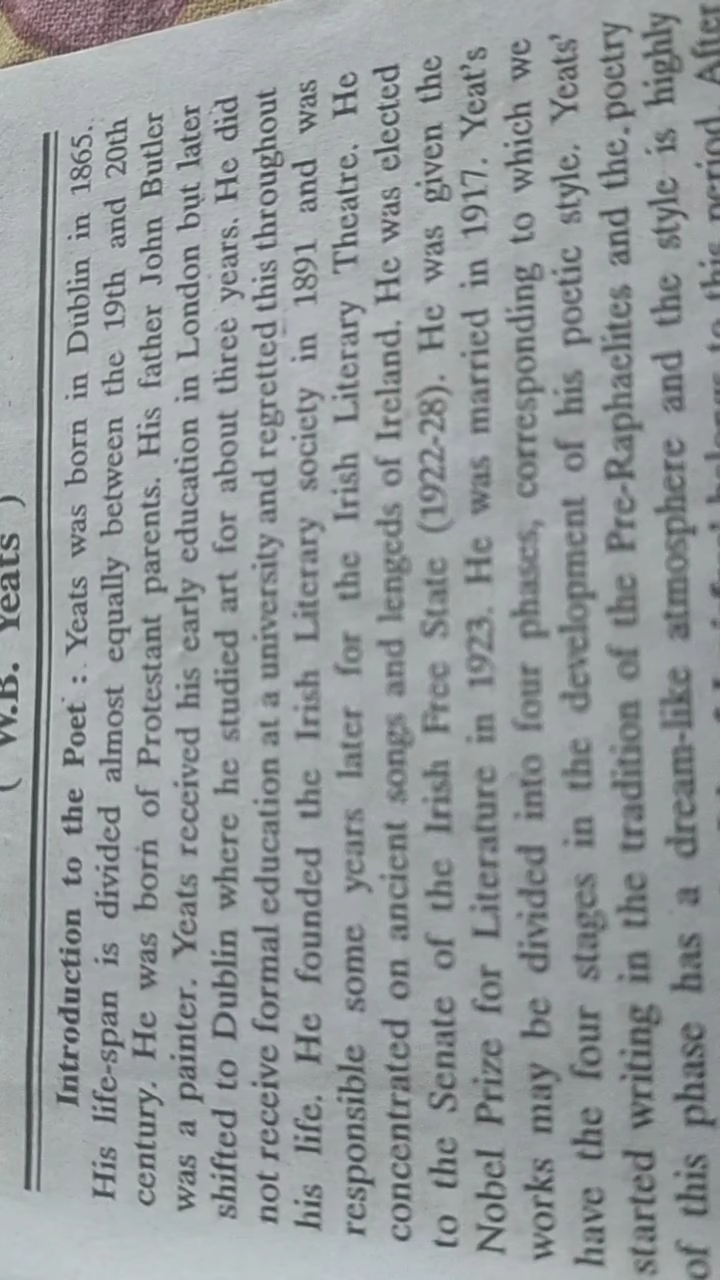 ( W.B. Yeats )
Introduction to the Poet : Yeats was born in Dublin in 1865.
His life-span is divided almost equally between the 19th and 20th
century. He was born of Protestant parents. His father John Butler
was a painter. Yeats received his early education in London but later
shifted to Dublin where he studied art for about three years. He did
not receive formal education at a university and regretted this throughout
his life. He founded the Irish Literary society in 1891 and was
responsible some years later for the Irish Literary Theatre. He
concentrated on ancient songs and lengeds of Ireland. He was elected
to the Senate of the Irish Free State (1922-28). He was given the
Nobel Prize for Literature in 1923. He was married in 1917. Yeat's
works may be divided into four phases, corresponding to which we
have the four stages in the development of his poetic style. Yeats'
started writing in the tradition of the Pre-Raphaelites and the poetry
of this phase has a dream-like atmosphere and the style is highly
to this period After